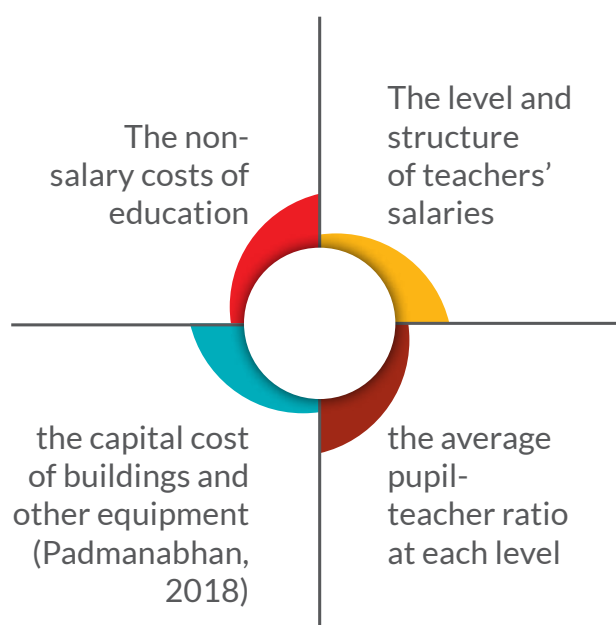 The non-
salary costs of
education
The level and
structure
of teachers’
salaries
the capital cost
of buildings and
other equipment
(Padmanabhan,
2018)
the average
pupil-
teacher ratio
at each level